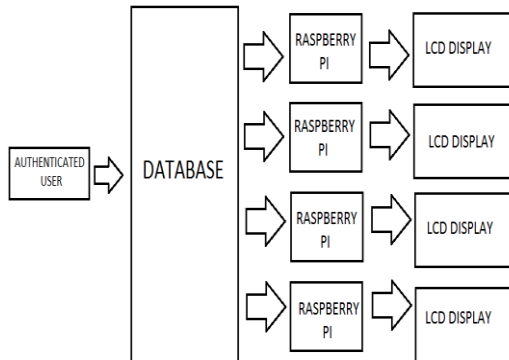 AUTHENTICATED
USER
DATABASE
RASPBERRY
PI
LCD DISPLAY
RASPBERRY
PI
LCD DISPLAY
RASPBERRY
PI
LCD DISPLAY
RASPBERRY
PI
LCD DISPLAY